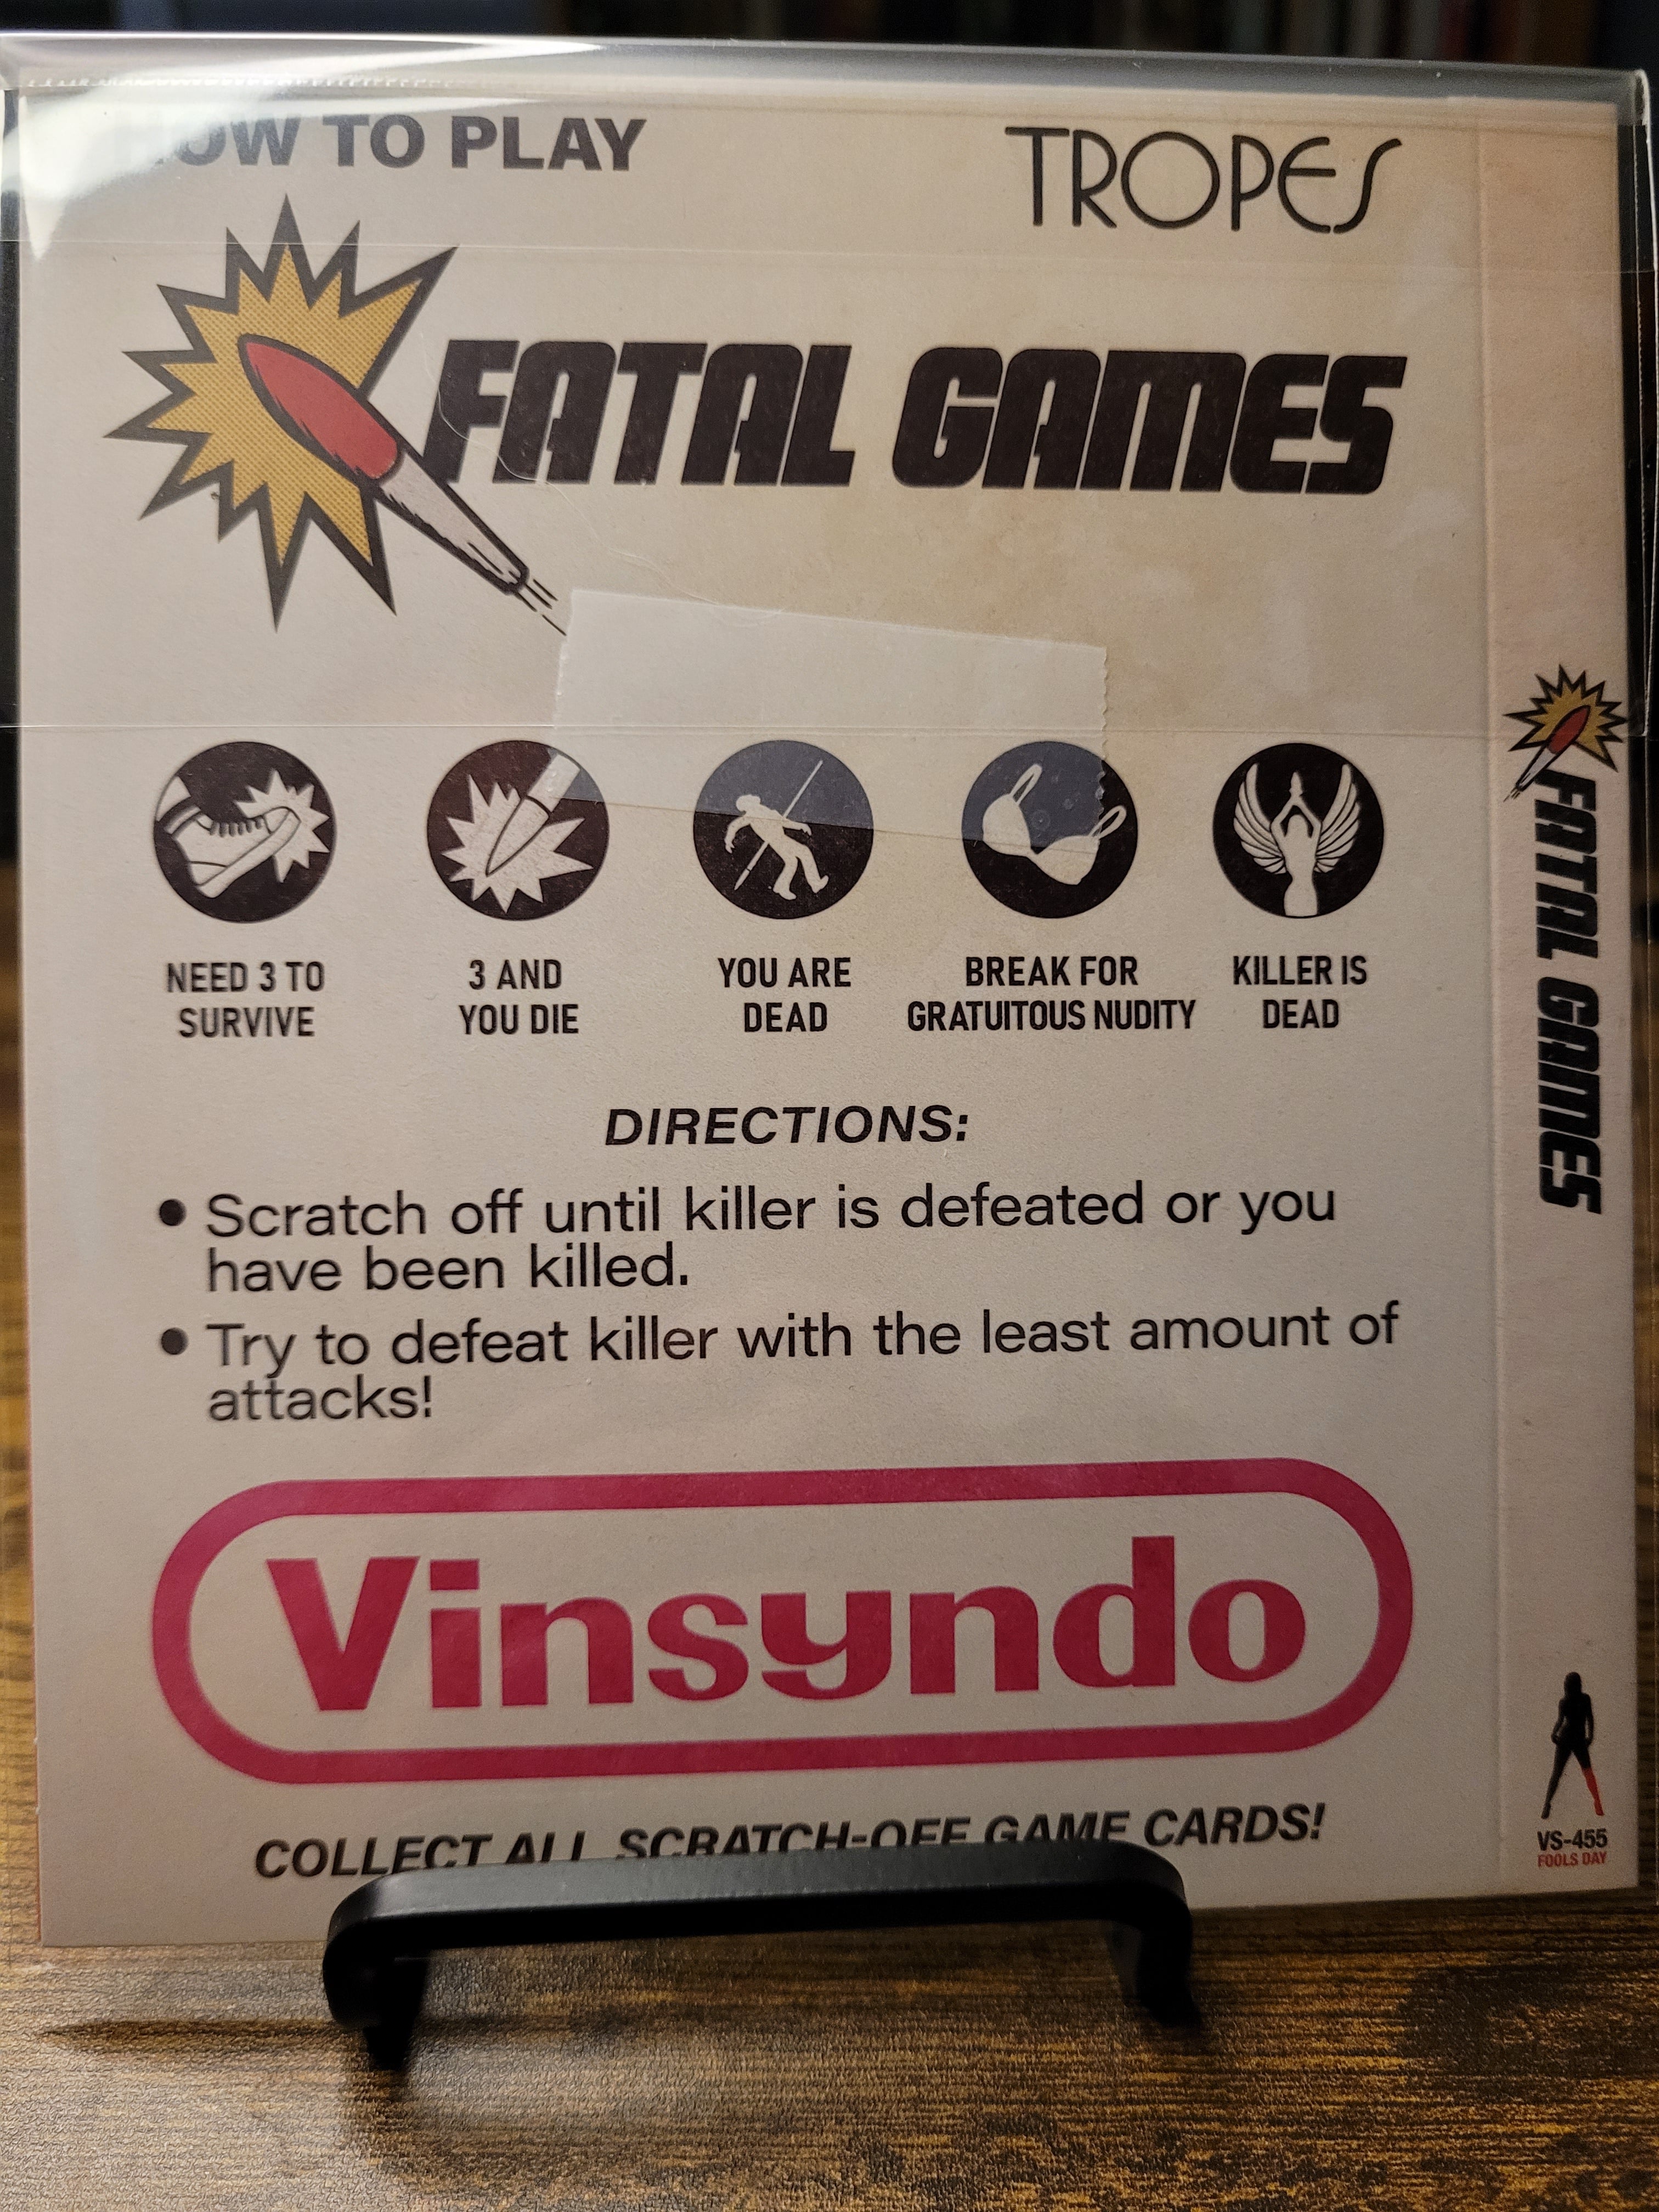 HOW TO PLAY
TROPES
FATAL GAMES
NEED 3 TO
SURVIVE
3 AND
YOU DIE
YOU ARE
DEAD
BREAK FOR
GRATUITOUS NUDITY
KILLER IS
DEAD
DIRECTIONS:
• Scratch off until killer is defeated or you
have been killed.
• Try to defeat killer with the least amount of
attacks!
Vinsyndo
COLLECT ALL SCRATCH-OFF GAME CARDS!
FATAL GAMES
VS-455
FOOLS DAY